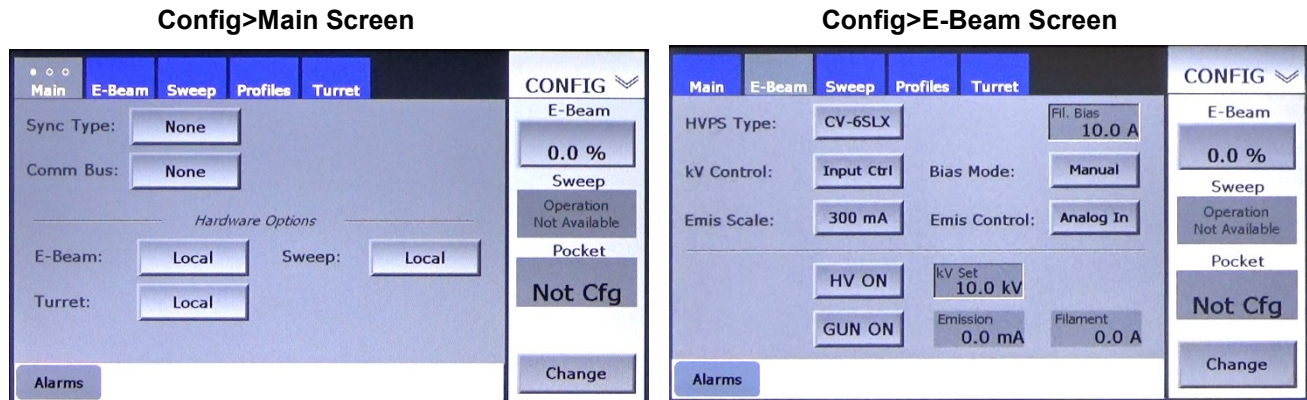 Config>Main Screen
Main E-Beam Sweep Profiles Turret
Sync Type: None
Comm Bus: None
Hardware Options
E-Beam: Local Sweep: Local
Turret: Local
Alarms
CONFIG
E-Beam
0.0 %
Sweep
Operation
Not Available
Pocket
Not Cfg
Change
Config>E-Beam Screen
Main E-Beam Sweep Profiles Turret
HVPS Type: CV-6SLX Fil. Bias 10.0 A
kV Control: Input Ctrl Bias Mode: Manual
Emis Scale: 300 mA Emis Control: Analog In
HV ON kV Set 10.0 kV
GUN ON Emission 0.0 mA Filament 0.0 A
Alarms
CONFIG
E-Beam
0.0 %
Sweep
Operation
Not Available
Pocket
Not Cfg
Change